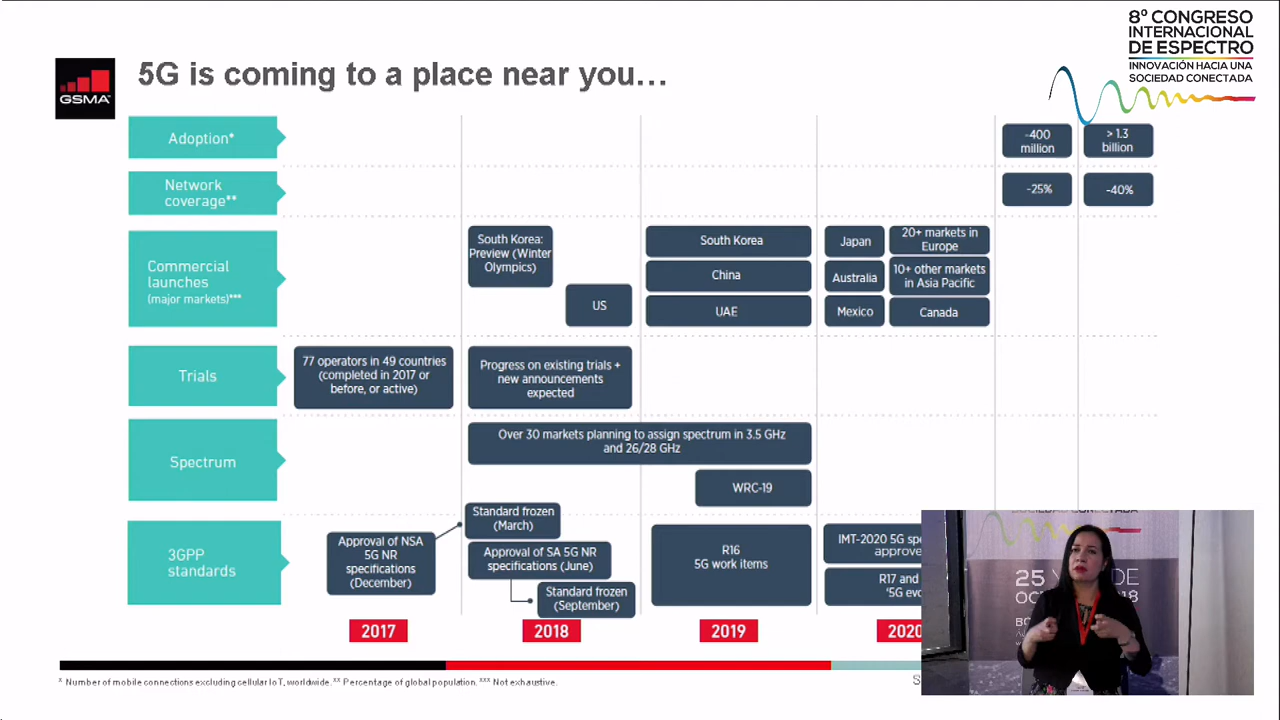 8º CONGRESO
INTERNACIONAL
DE ESPECTRO
INNOVACIÓN HACIA UNA
SOCIEDAD CONECTADA
GSMA™
5G is coming to a place near you...
Adoption*
-400
million
> 1.3
billion
Network
coverage**
-25%
-40%
Commercial
launches
(major markets)***
South Korea:
Preview (Winter
Olympics)
US
South Korea
China
UAE
Japan
Australia
Mexico
20+ markets in
Europe
10+ other markets
in Asia Pacific
Canada
Trials
77 operators in 49 countries
(completed in 2017 or
before, or active)
Progress on existing trials +
new announcements
expected
Spectrum
Over 30 markets planning to assign spectrum in 3.5 GHz
and 26/28 GHz
WRC-19
3GPP
standards
Approval of NSA
5G NR
specifications
(December)
Standard frozen
(March)
Approval of SA 5G NR
specifications (June)
Standard frozen
(September)
R16
5G work items
IMT-2020 5G
R17 and
2017
2018
2019
2020
* Number of mobile connections excluding cellular IoT, worldwide. ** Percentage of global population. *** Not exhaustive.
SOCIEDAD CONECTADA
25
DE
18